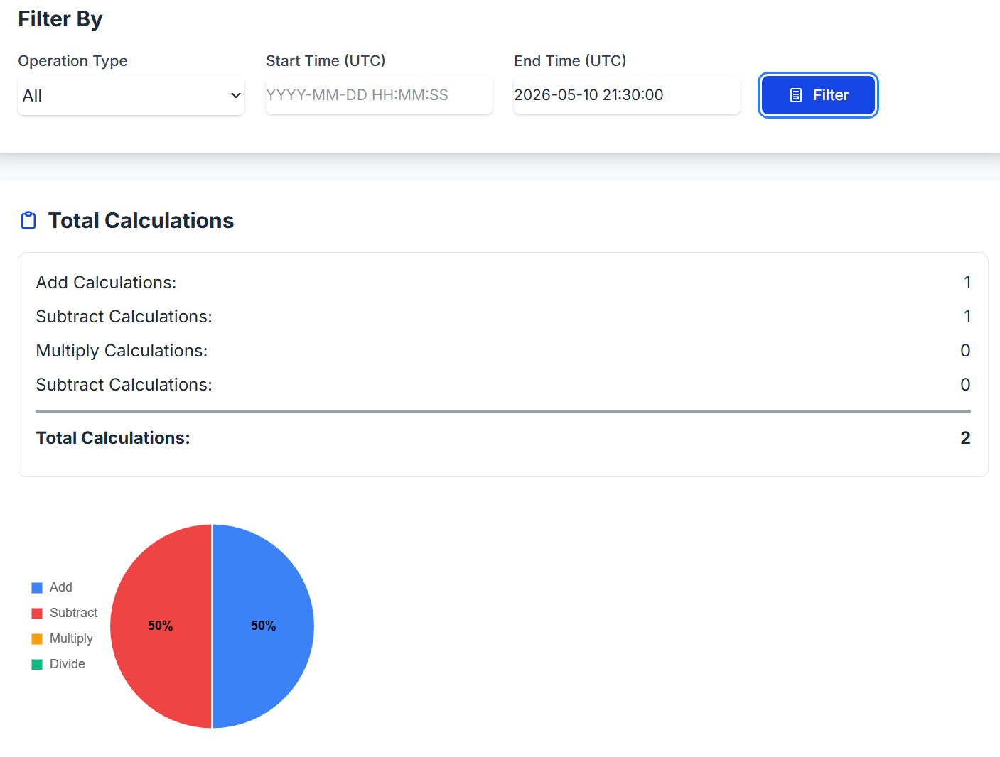 Filter By
Operation Type
Start Time (UTC)
End Time (UTC)
All
YYYY-MM-DD HH:MM:SS
2026-05-10 21:30:00
Filter
Total Calculations
Add Calculations: 1
Subtract Calculations: 1
Multiply Calculations: 0
Subtract Calculations: 0
Total Calculations: 2
Add
Subtract
Multiply
Divide
50%
50%